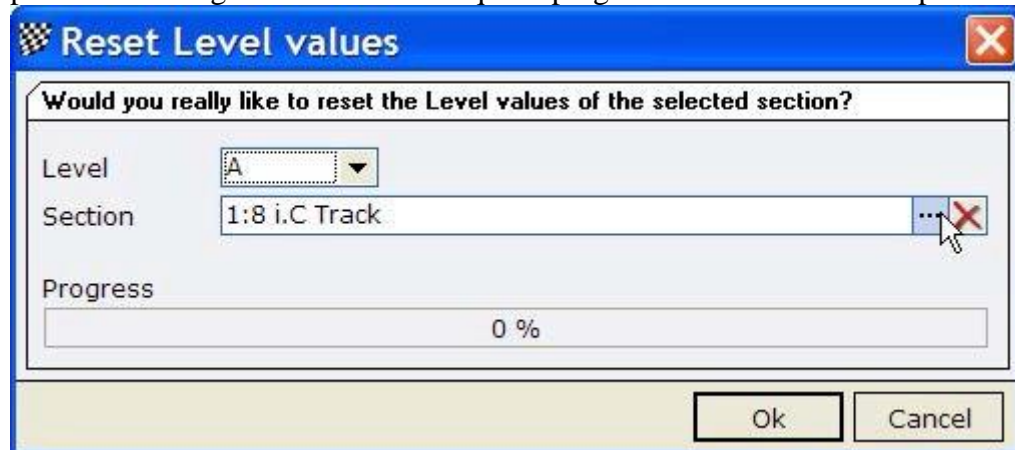 Reset Level values
Would you really like to reset the Level values of the selected section?
Level A
Section 1:8 i.C Track ...
Progress
0 %
Ok Cancel